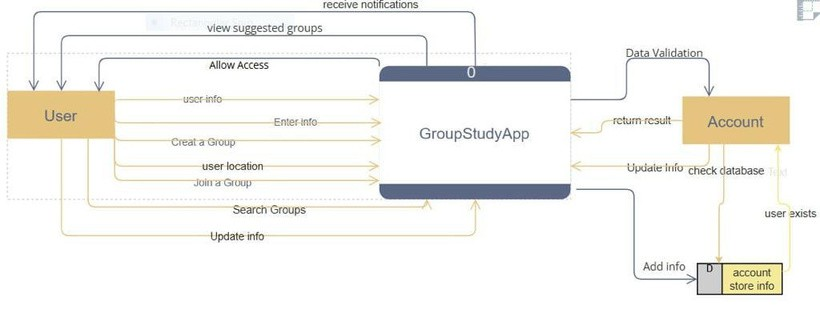 receive notifications
view suggested groups
Allow Access
0
Data Validation
user info
Enter info
Creat a Group
User
GroupStudyApp
return result
Account
user location
Join a Group
Update Info
check database
Text
Search Groups
user exists
Update info
Add info
D
account
store info